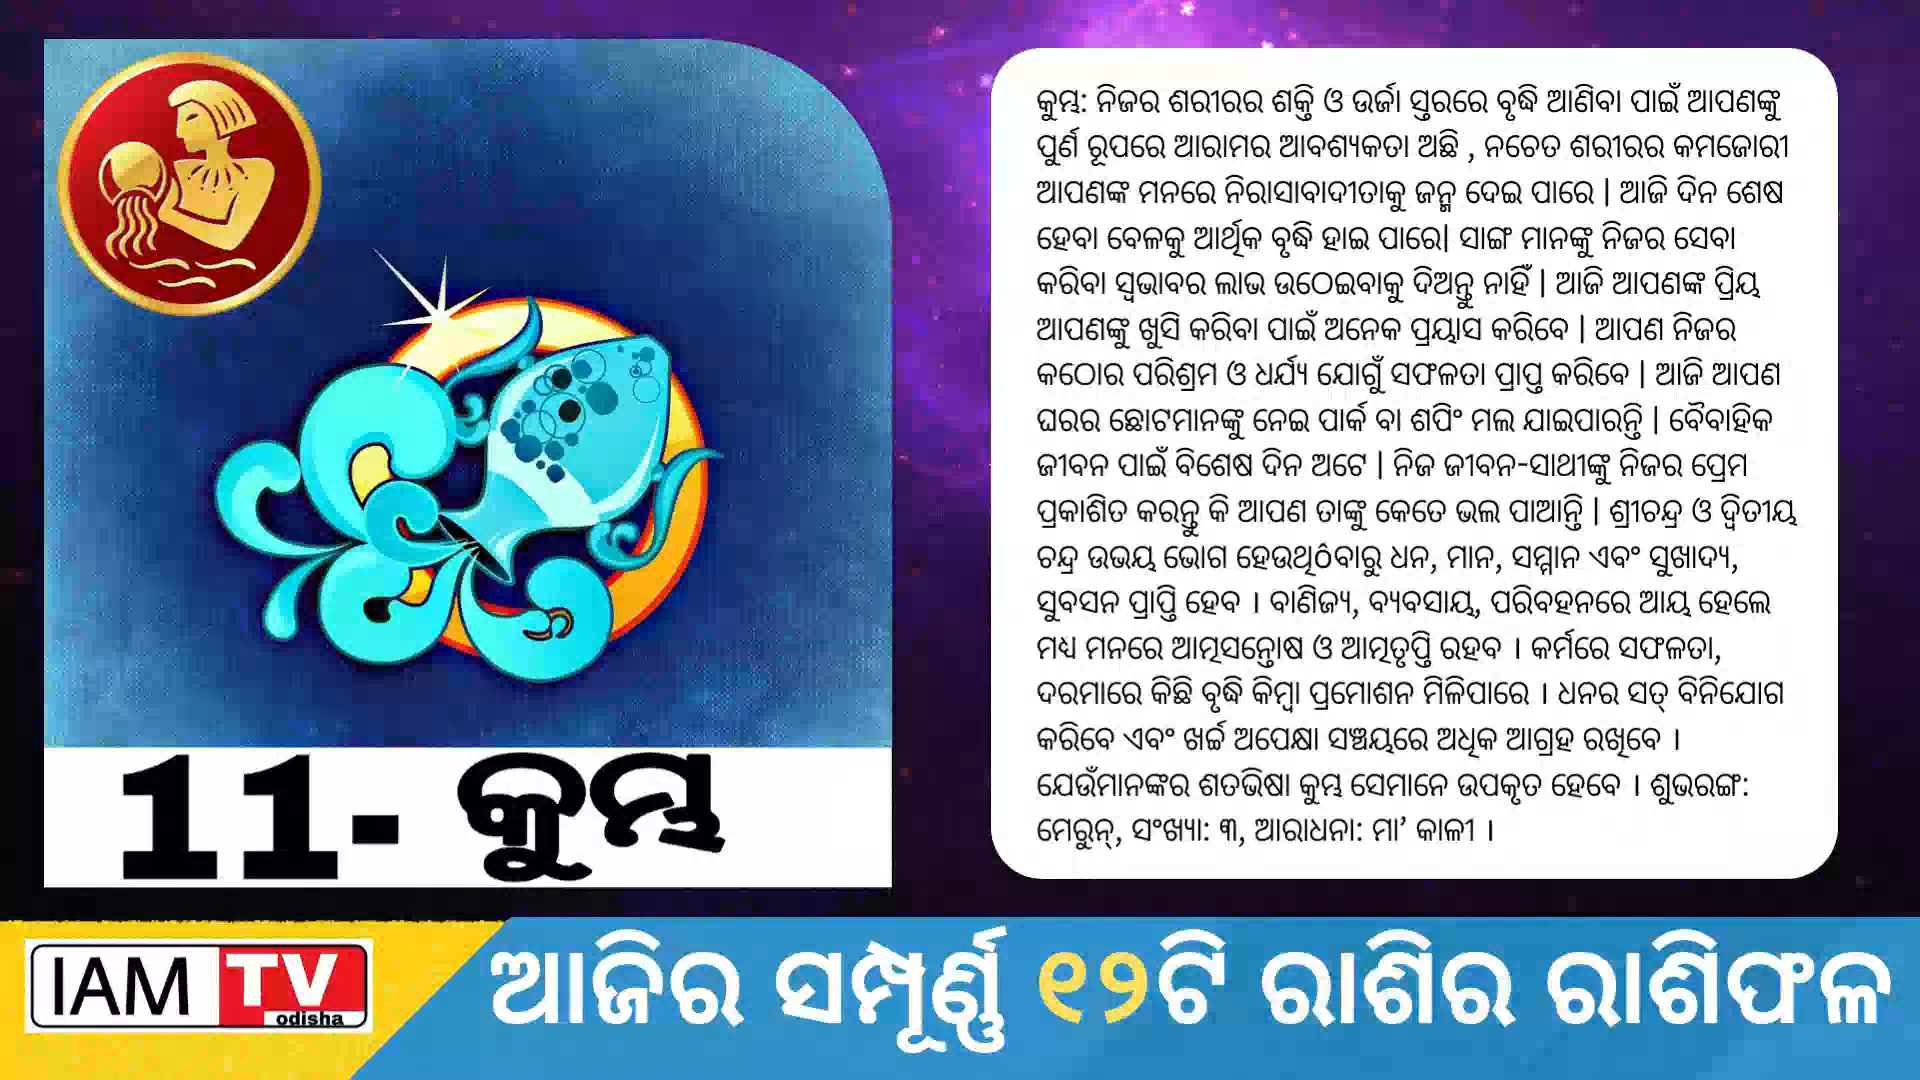 କୁମ୍ଭ: ନିଜର ଶରୀରର ଶକ୍ତି ଓ ଉର୍ଜା ସ୍ତରରେ ବୃଦ୍ଧି ଆଣିବା ପାଇଁ ଆପଣଙ୍କୁ
ପୁର୍ଣ ରୂପରେ ଆରାମର ଆବଶ୍ୟକତା ଅଛି , ନଚେତ ଶରୀରର କମଜୋରୀ
ଆପଣଙ୍କ ମନରେ ନିରାସାବାଦୀତାକୁ ଜନ୍ମ ଦେଇ ପାରେ | ଆଜି ଦିନ ଶେଷ
ହେବା ବେଳକୁ ଆର୍ଥିକ ବୃଦ୍ଧି ହାଇ ପାରେ| ସାଙ୍ଗ ମାନଙ୍କୁ ନିଜର ସେବା
କରିବା ସ୍ୱଭାବର ଲାଭ ଉଠେଇବାକୁ ଦିଅନ୍ତୁ ନାହିଁ | ଆଜି ଆପଣଙ୍କ ପ୍ରିୟ
ଆପଣଙ୍କୁ ଖୁସି କରିବା ପାଇଁ ଅନେକ ପ୍ରୟାସ କରିବେ | ଆପଣ ନିଜର
କଠୋର ପରିଶ୍ରମ ଓ ଧର୍ଯ୍ୟ ଯୋଗୁଁ ସଫଳତା ପ୍ରାପ୍ତ କରିବେ | ଆଜି ଆପଣ
ଘରର ଛୋଟମାନଙ୍କୁ ନେଇ ପାର୍କ ବା ଶପିଂ ମଲ ଯାଇପାରନ୍ତି | ବୈବାହିକ
ଜୀବନ ପାଇଁ ବିଶେଷ ଦିନ ଅଟେ | ନିଜ ଜୀବନ-ସାଥୀଙ୍କୁ ନିଜର ପ୍ରେମ
ପ୍ରକାଶିତ କରନ୍ତୁ କି ଆପଣ ତାଙ୍କୁ କେତେ ଭଲ ପାଆନ୍ତି | ଶ୍ରୀଚନ୍ଦ୍ର ଓ ଦ୍ୱିତୀୟ
ଚନ୍ଦ୍ର ଉଭୟ ଭୋଗ ହେଉଥିôବାରୁ ଧନ, ମାନ, ସମ୍ମାନ ଏବଂ ସୁଖାଦ୍ୟ,
ସୁବସନ ପ୍ରାପ୍ତି ହେବ । ବାଣିଜ୍ୟ, ବ୍ୟବସାୟ, ପରିବହନରେ ଆୟ ହେଲେ
ମଧ୍ୟ ମନରେ ଆତ୍ମସନ୍ତୋଷ ଓ ଆତ୍ମତୃପ୍ତି ରହବ । କର୍ମରେ ସଫଳତା,
ଦରମାରେ କିଛି ବୃଦ୍ଧି କିମ୍ବା ପ୍ରମୋଶନ ମିଳିପାରେ । ଧନର ସତ୍ ବିନିଯୋଗ
କରିବେ ଏବଂ ଖର୍ଚ୍ଚ ଅପେକ୍ଷା ସଞ୍ଚୟରେ ଅଧିକ ଆଗ୍ରହ ରଖିବେ ।
ଯେଉଁମାନଙ୍କର ଶତଭିଷା କୁମ୍ଭ ସେମାନେ ଉପକୃତ ହେବେ । ଶୁଭରଙ୍ଗ:
ମେରୁନ୍, ସଂଖ୍ୟା: ୩, ଆରାଧନା: ମା’ କାଳୀ ।
11- କୁମ୍ଭ
IAM TV
odisha
ଆଜିର ସମ୍ପୂର୍ଣ୍ଣ ୧୨ଟି ରାଶିର ରାଶିଫଳ